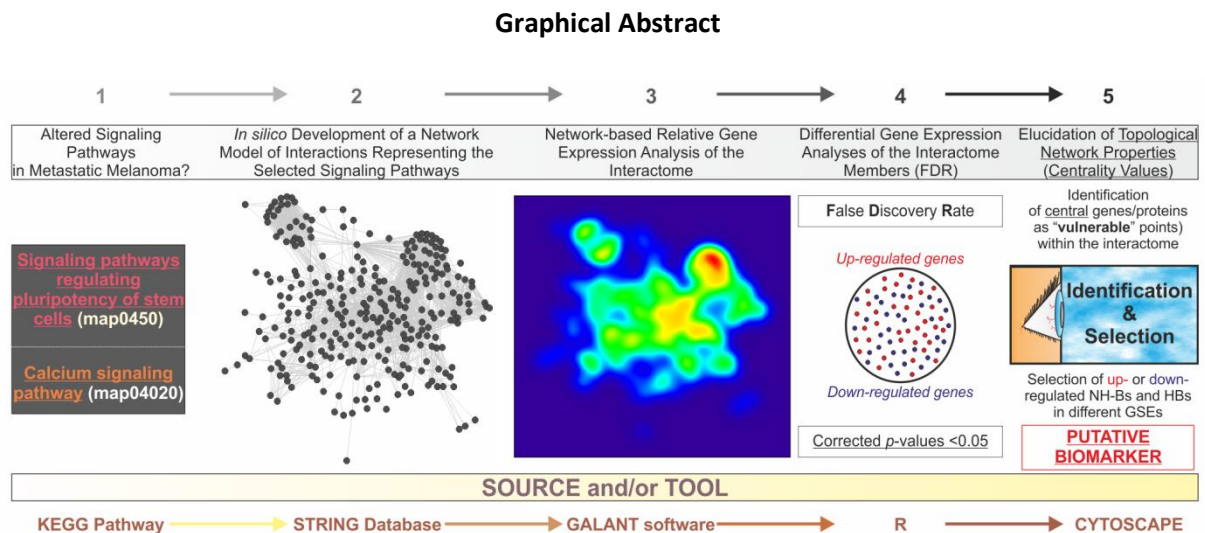 Graphical Abstract
1
2
3
4
5
Altered Signaling
Pathways
in Metastatic Melanoma?
In silico Development of a Network
Model of Interactions Representing the
Selected Signaling Pathways
Network-based Relative Gene
Expression Analysis of the
Interactome
Differential Gene Expression
Analyses of the Interactome
Members (FDR)
Elucidation of Topological
Network Properties
(Centrality Values)
Signaling pathways
regulating
pluripotency of stem
cells (map0450)
Calcium signaling
pathway (map04020)
False Discovery Rate
Up-regulated genes
Down-regulated genes
Corrected p-values <0.05
Identification
of central genes/proteins
as “vulnerable” points)
within the interactome
Identification
&
Selection
Selection of up- or down-
regulated NH-Bs and HBs
in different GSEs
PUTATIVE
BIOMARKER
SOURCE and/or TOOL
KEGG Pathway
STRING Database
GALANT software
R
CYTOSCAPE